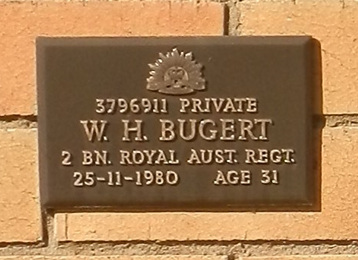 3796911 PRIVATE
W. H. BUGERT
2 BN. ROYAL AUST. REGT.
25-11-1980 AGE 31